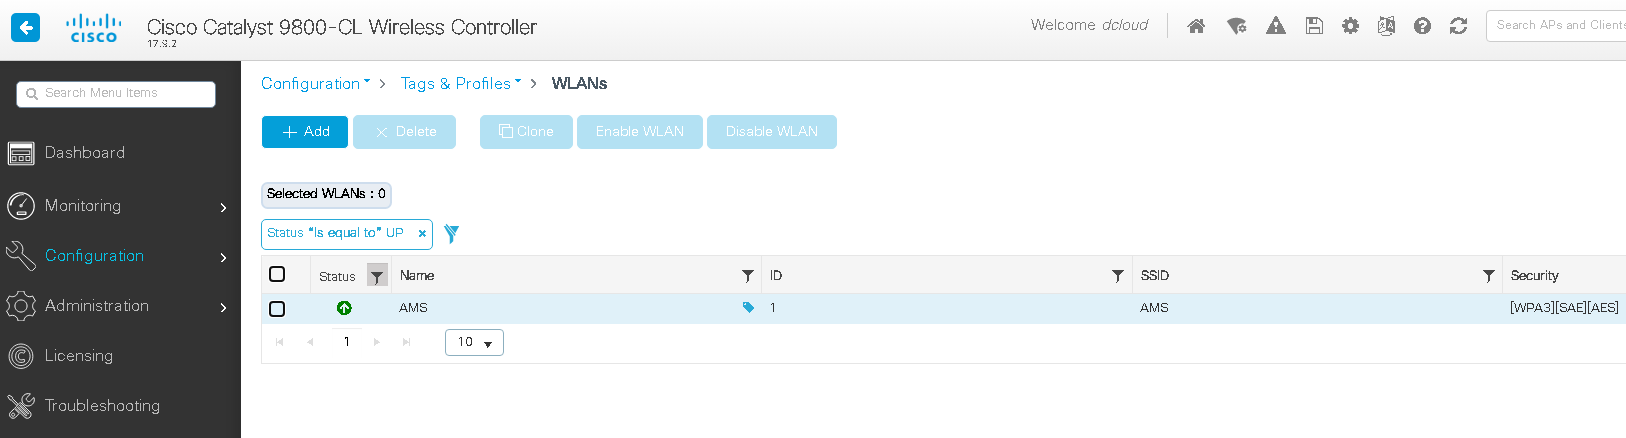 Cisco Catalyst 9800-CL Wireless Controller
17.9.2
Welcome dcloud
Search APs and Clients
CISCO
Search Menu Items
Dashboard
Monitoring
Configuration
Administration
Licensing
Troubleshooting
Configuration > Tags & Profiles > WLANs
+ Add × Delete Clone Enable WLAN Disable WLAN
Selected WLANs : 0
Status "Is equal to" UP ×
Status Name ID SSID Security
AMS 1 AMS [WPA3][SAE][AES]
1 10